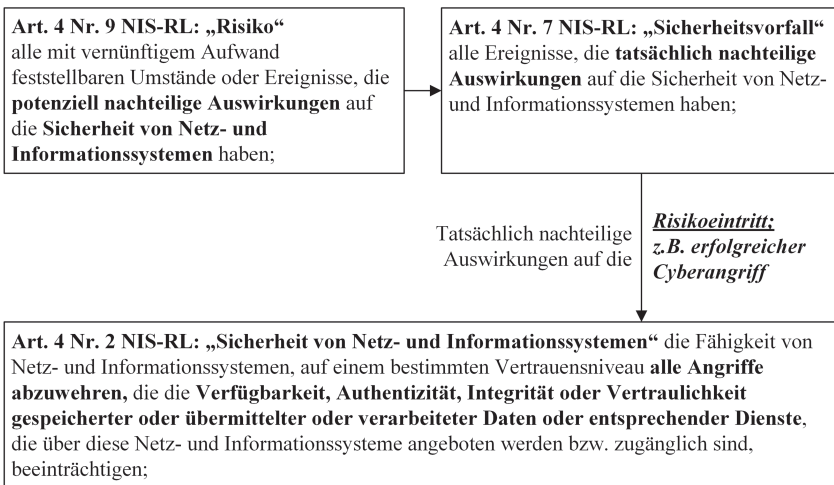 Art. 4 Nr. 9 NIS-RL: „Risiko“
alle mit vernünftigem Aufwand
feststellbaren Umstände oder Ereignisse, die
potenziell nachteilige Auswirkungen auf
die Sicherheit von Netz- und
Informationssystemen haben;
Art. 4 Nr. 7 NIS-RL: „Sicherheitsvorfall“
alle Ereignisse, die tatsächlich nachteilige
Auswirkungen auf die Sicherheit von Netz-
und Informationssystemen haben;
Tatsächlich nachteilige
Auswirkungen auf die
Risikoeintritt;
z.B. erfolgreicher
Cyberangriff
Art. 4 Nr. 2 NIS-RL: „Sicherheit von Netz- und Informationssystemen“ die Fähigkeit von
Netz- und Informationssystemen, auf einem bestimmten Vertrauensniveau alle Angriffe
abzuwehren, die die Verfügbarkeit, Authentizität, Integrität oder Vertraulichkeit
gespeicherter oder übermittelter oder verarbeiteter Daten oder entsprechender Dienste,
die über diese Netz- und Informationssysteme angeboten werden bzw. zugänglich sind,
beeinträchtigen;